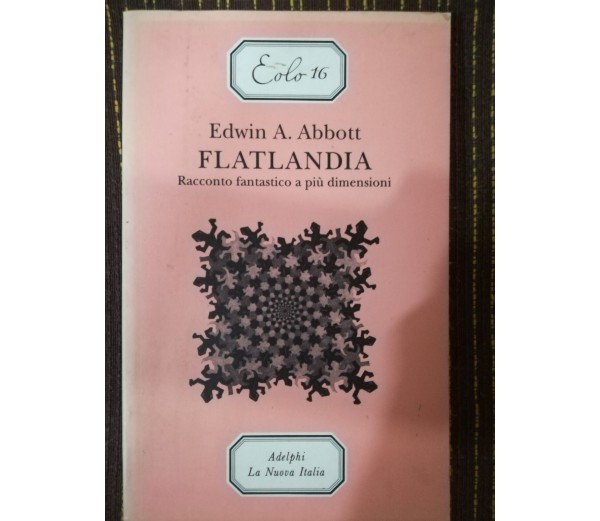 Eolo 16
Edwin A. Abbott
FLATLANDIA
Racconto fantastico a più dimensioni
Adelphi
La Nuova Italia